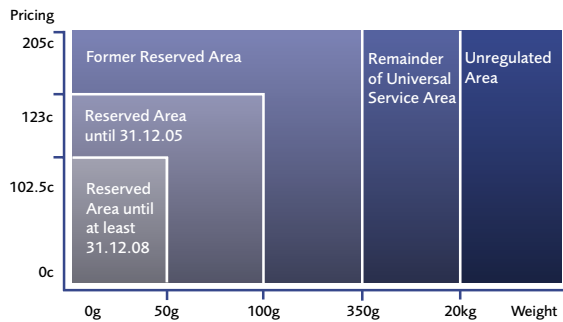 Pricing
205c
123c
102.5c
0c
Former Reserved Area
Remainder
of Universal
Service Area
Unregulated
Area
Reserved Area
until 31.12.05
Reserved
Area until
at least
31.12.08
0g
50g
100g
350g
20kg
Weight